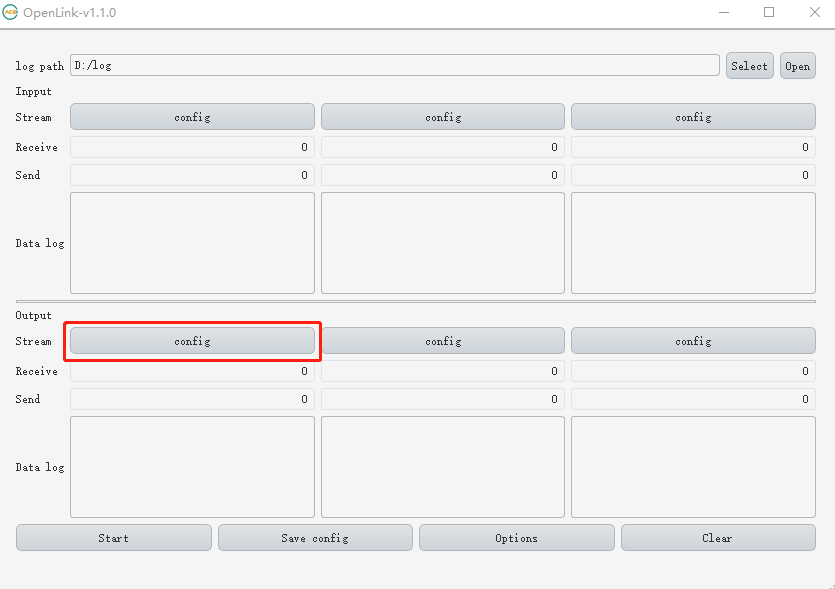 OpenLink-v1.1.0
log path D:/log Select Open
Inpput
Stream config config config
Receive 0 0 0
Send 0 0 0
Data log
Output
Stream config config config
Receive 0 0 0
Send 0 0 0
Data log
Start Save config Options Clear